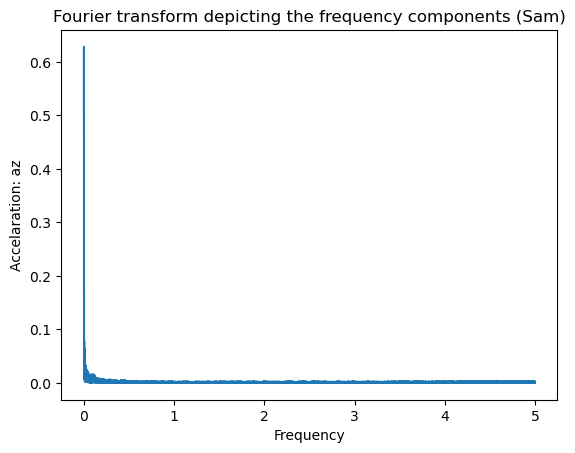 Fourier transform depicting the frequency components (Sam)
0.6
0.5
0.4
0.3
0.2
0.1
0.0
Accelaration: az
0 1 2 3 4 5
Frequency